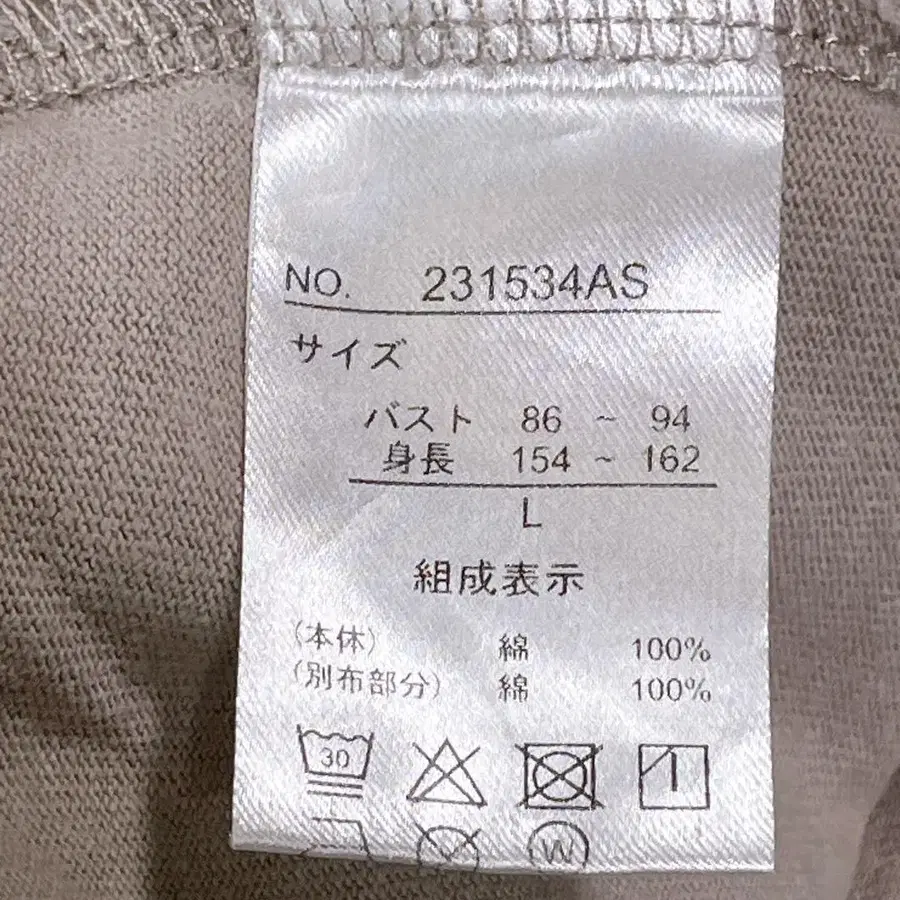 NO. 231534AS
サイズ
バスト 86 ~ 94
身長 154 ~ 162
L
組成表示
(本体) 綿 100%
(別布部分) 綿 100%
30
W